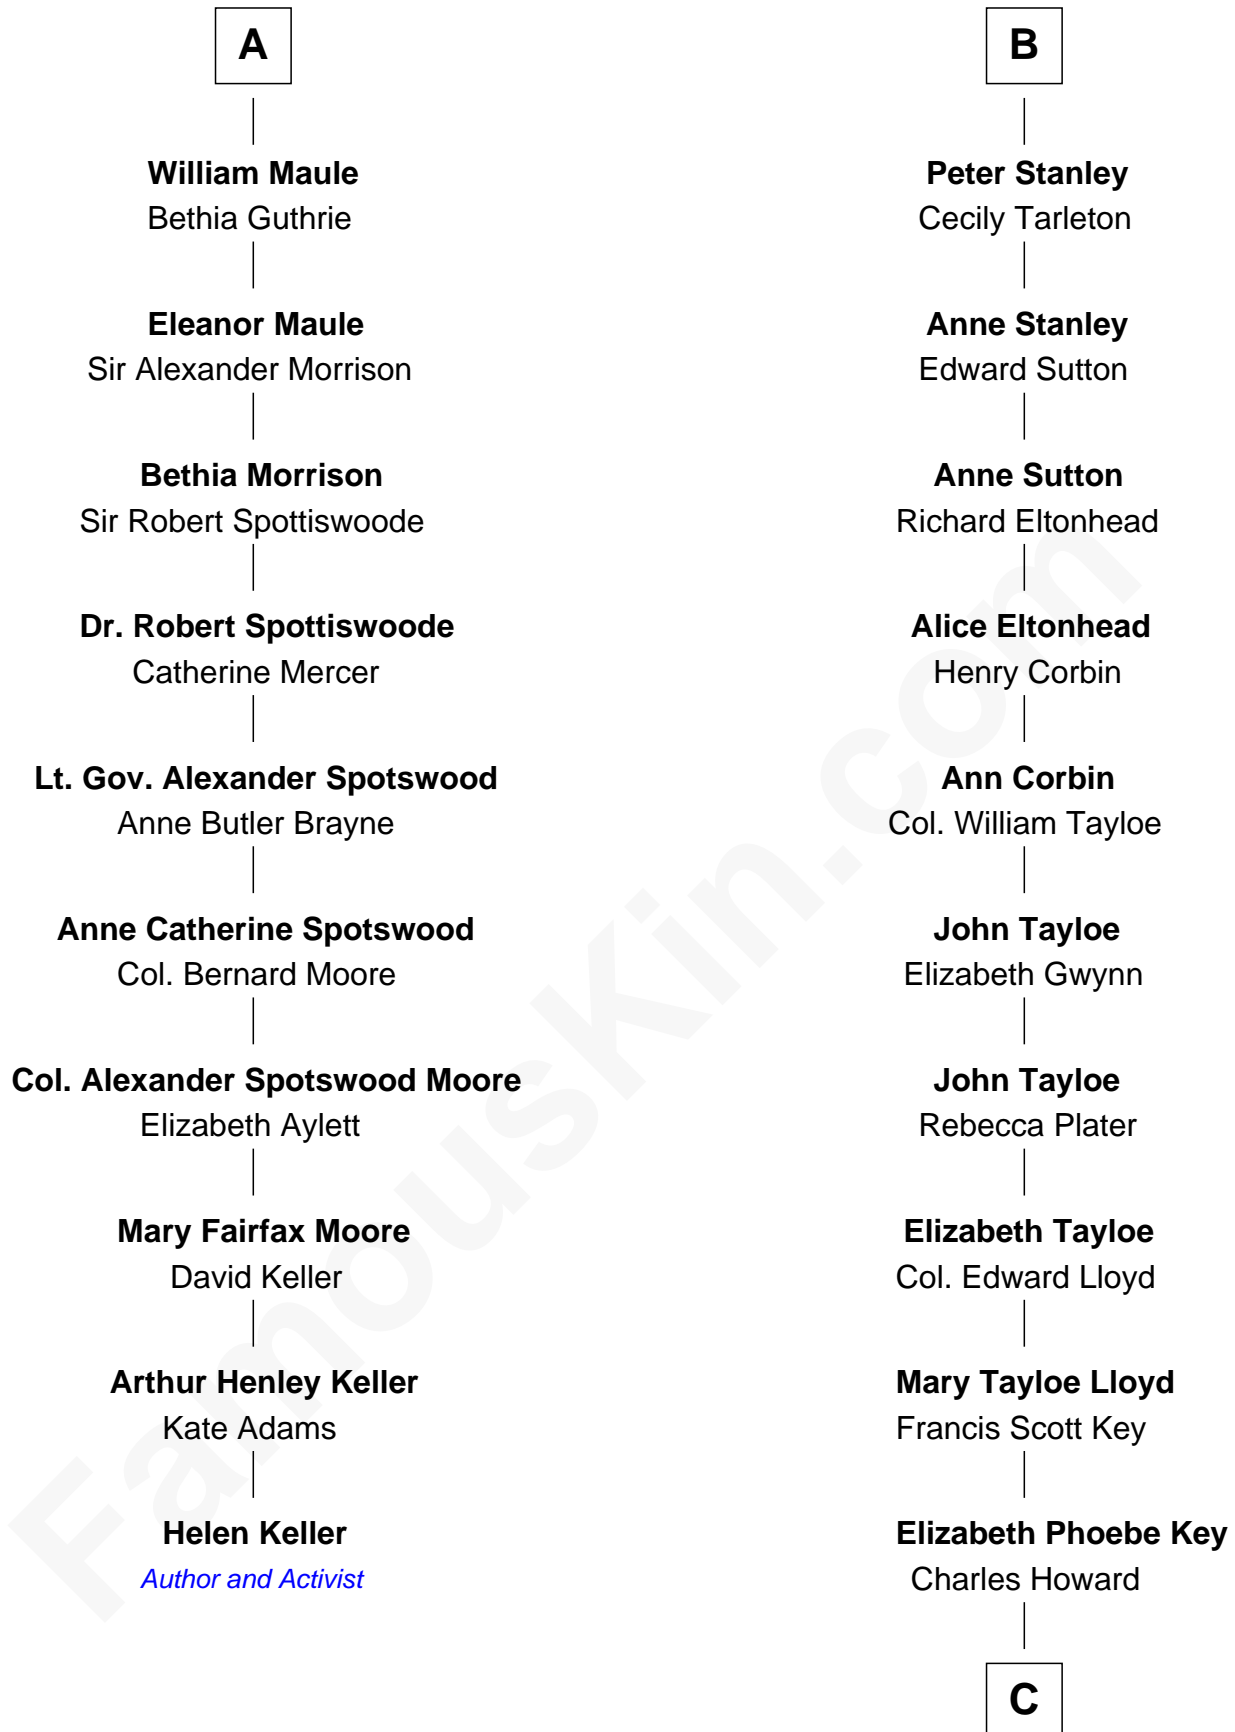 A
William Maule
Bethia Guthrie
Eleanor Maule
Sir Alexander Morrison
Bethia Morrison
Sir Robert Spottiswoode
Dr. Robert Spottiswoode
Catherine Mercer
Lt. Gov. Alexander Spotswood
Anne Butler Brayne
Anne Catherine Spotswood
Col. Bernard Moore
Col. Alexander Spotswood Moore
Elizabeth Aylett
Mary Fairfax Moore
David Keller
Arthur Henley Keller
Kate Adams
Helen Keller
Author and Activist
B
Peter Stanley
Cecily Tarleton
Anne Stanley
Edward Sutton
Anne Sutton
Richard Eltonhead
Alice Eltonhead
Henry Corbin
Ann Corbin
Col. William Tayloe
John Tayloe
Elizabeth Gwynn
John Tayloe
Rebecca Plater
Elizabeth Tayloe
Col. Edward Lloyd
Mary Tayloe Lloyd
Francis Scott Key
Elizabeth Phoebe Key
Charles Howard
C
FamousKin.com